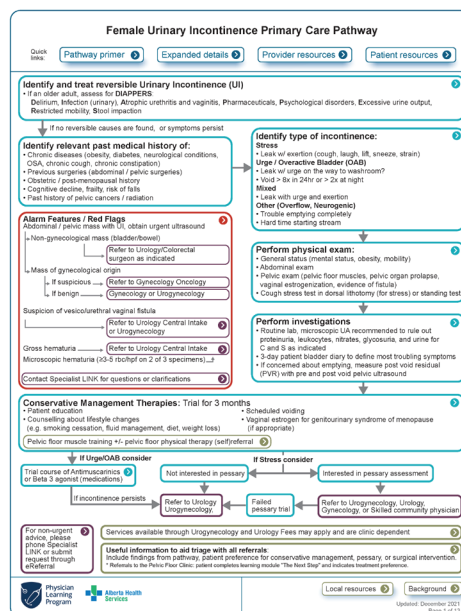 Female Urinary Incontinence Primary Care Pathway
Quick links:
Pathway primer
Expanded details
Provider resources
Patient resources
Identify and treat reversible Urinary Incontinence (UI)
• If an older adult, assess for DIAPPERS:
Delirium, Infection (urinary), Atrophic urethritis and vaginitis, Pharmaceuticals, Psychological disorders, Excessive urine output,
Restricted mobility, Stool impaction
If no reversible causes are found, or symptoms persist
Identify relevant past medical history of:
• Chronic diseases (obesity, diabetes, neurological conditions,
OSA, chronic cough, chronic constipation)
• Previous surgeries (abdominal / pelvic surgeries)
• Obstetric / post-menopausal history
• Cognitive decline, frailty, risk of falls
• Past history of pelvic cancers / radiation
Identify type of incontinence:
Stress
• Leak w/ exertion (cough, laugh, lift, sneeze, strain)
Urge / Overactive Bladder (OAB)
• Leak w/ urge on the way to washroom?
• Void > 8x in 24hr or > 2x at night
Mixed
• Leak with urge and exertion
Other (Overflow, Neurogenic)
• Trouble emptying completely
• Hard time starting stream
Alarm Features / Red Flags
Abdominal / pelvic mass with UI, obtain urgent ultrasound
Non-gynecological mass (bladder/bowel)
Refer to Urology/Colorectal
surgeon as indicated
Mass of gynecological origin
If suspicious
Refer to Gynecology Oncology
If benign
Gynecology or Urogynecology
Suspicion of vesico/urethral vaginal fistula
Refer to Urology Central Intake
or Urogynecology
Gross hematuria
Refer to Urology Central Intake
Microscopic hematuria (≥3-5 rbc/hpf on 2 of 3 specimens)
Contact Specialist LINK for questions or clarifications
Perform physical exam:
• General status (mental status, obesity, mobility)
• Abdominal exam
• Pelvic exam (pelvic floor muscles, pelvic organ prolapse,
vaginal estrogenization, evidence of fistula)
• Cough stress test in dorsal lithotomy (for stress) or standing test
Perform investigations
• Routine lab, microscopic UA recommended to rule out
proteinuria, leukocytes, nitrates, glycosuria, and urine for
C and S as indicated
• 3-day patient bladder diary to define most troubling symptoms
• If concerned about emptying, measure post void residual
(PVR) with pre and post void pelvic ultrasound
Conservative Management Therapies: Trial for 3 months
• Patient education
• Counselling about lifestyle changes
(e.g. smoking cessation, fluid management, diet, weight loss)
• Scheduled voiding
• Vaginal estrogen for genitourinary syndrome of menopause
(if appropriate)
Pelvic floor muscle training +/- pelvic floor physical therapy (self)referral
If Urge/OAB consider
If Stress consider
Trial course of Antimuscarinics
or Beta 3 agonist (medications)
Not interested in pessary
Interested in pessary assessment
If incontinence persists
Refer to Urology
Urogynecology,
Failed
pessary trial
Refer to Urogynecology, Urology,
Gynecology, or Skilled community physician
For non-urgent
advice, please
phone Specialist
LINK or submit
request through
eReferral
Services available through Urogynecology and Urology Fees may apply and are clinic dependent
Useful information to aid triage with all referrals:
Include findings from pathway, patient preference for conservative management, pessary, or surgical intervention.
* Referrals to the Pelvic Floor Clinic: patient completes learning module "The Next Step" and indicates treatment preference.
Physician
Learning
Program
Alberta Health
Services
Local resources
Background
Updated: December 2021